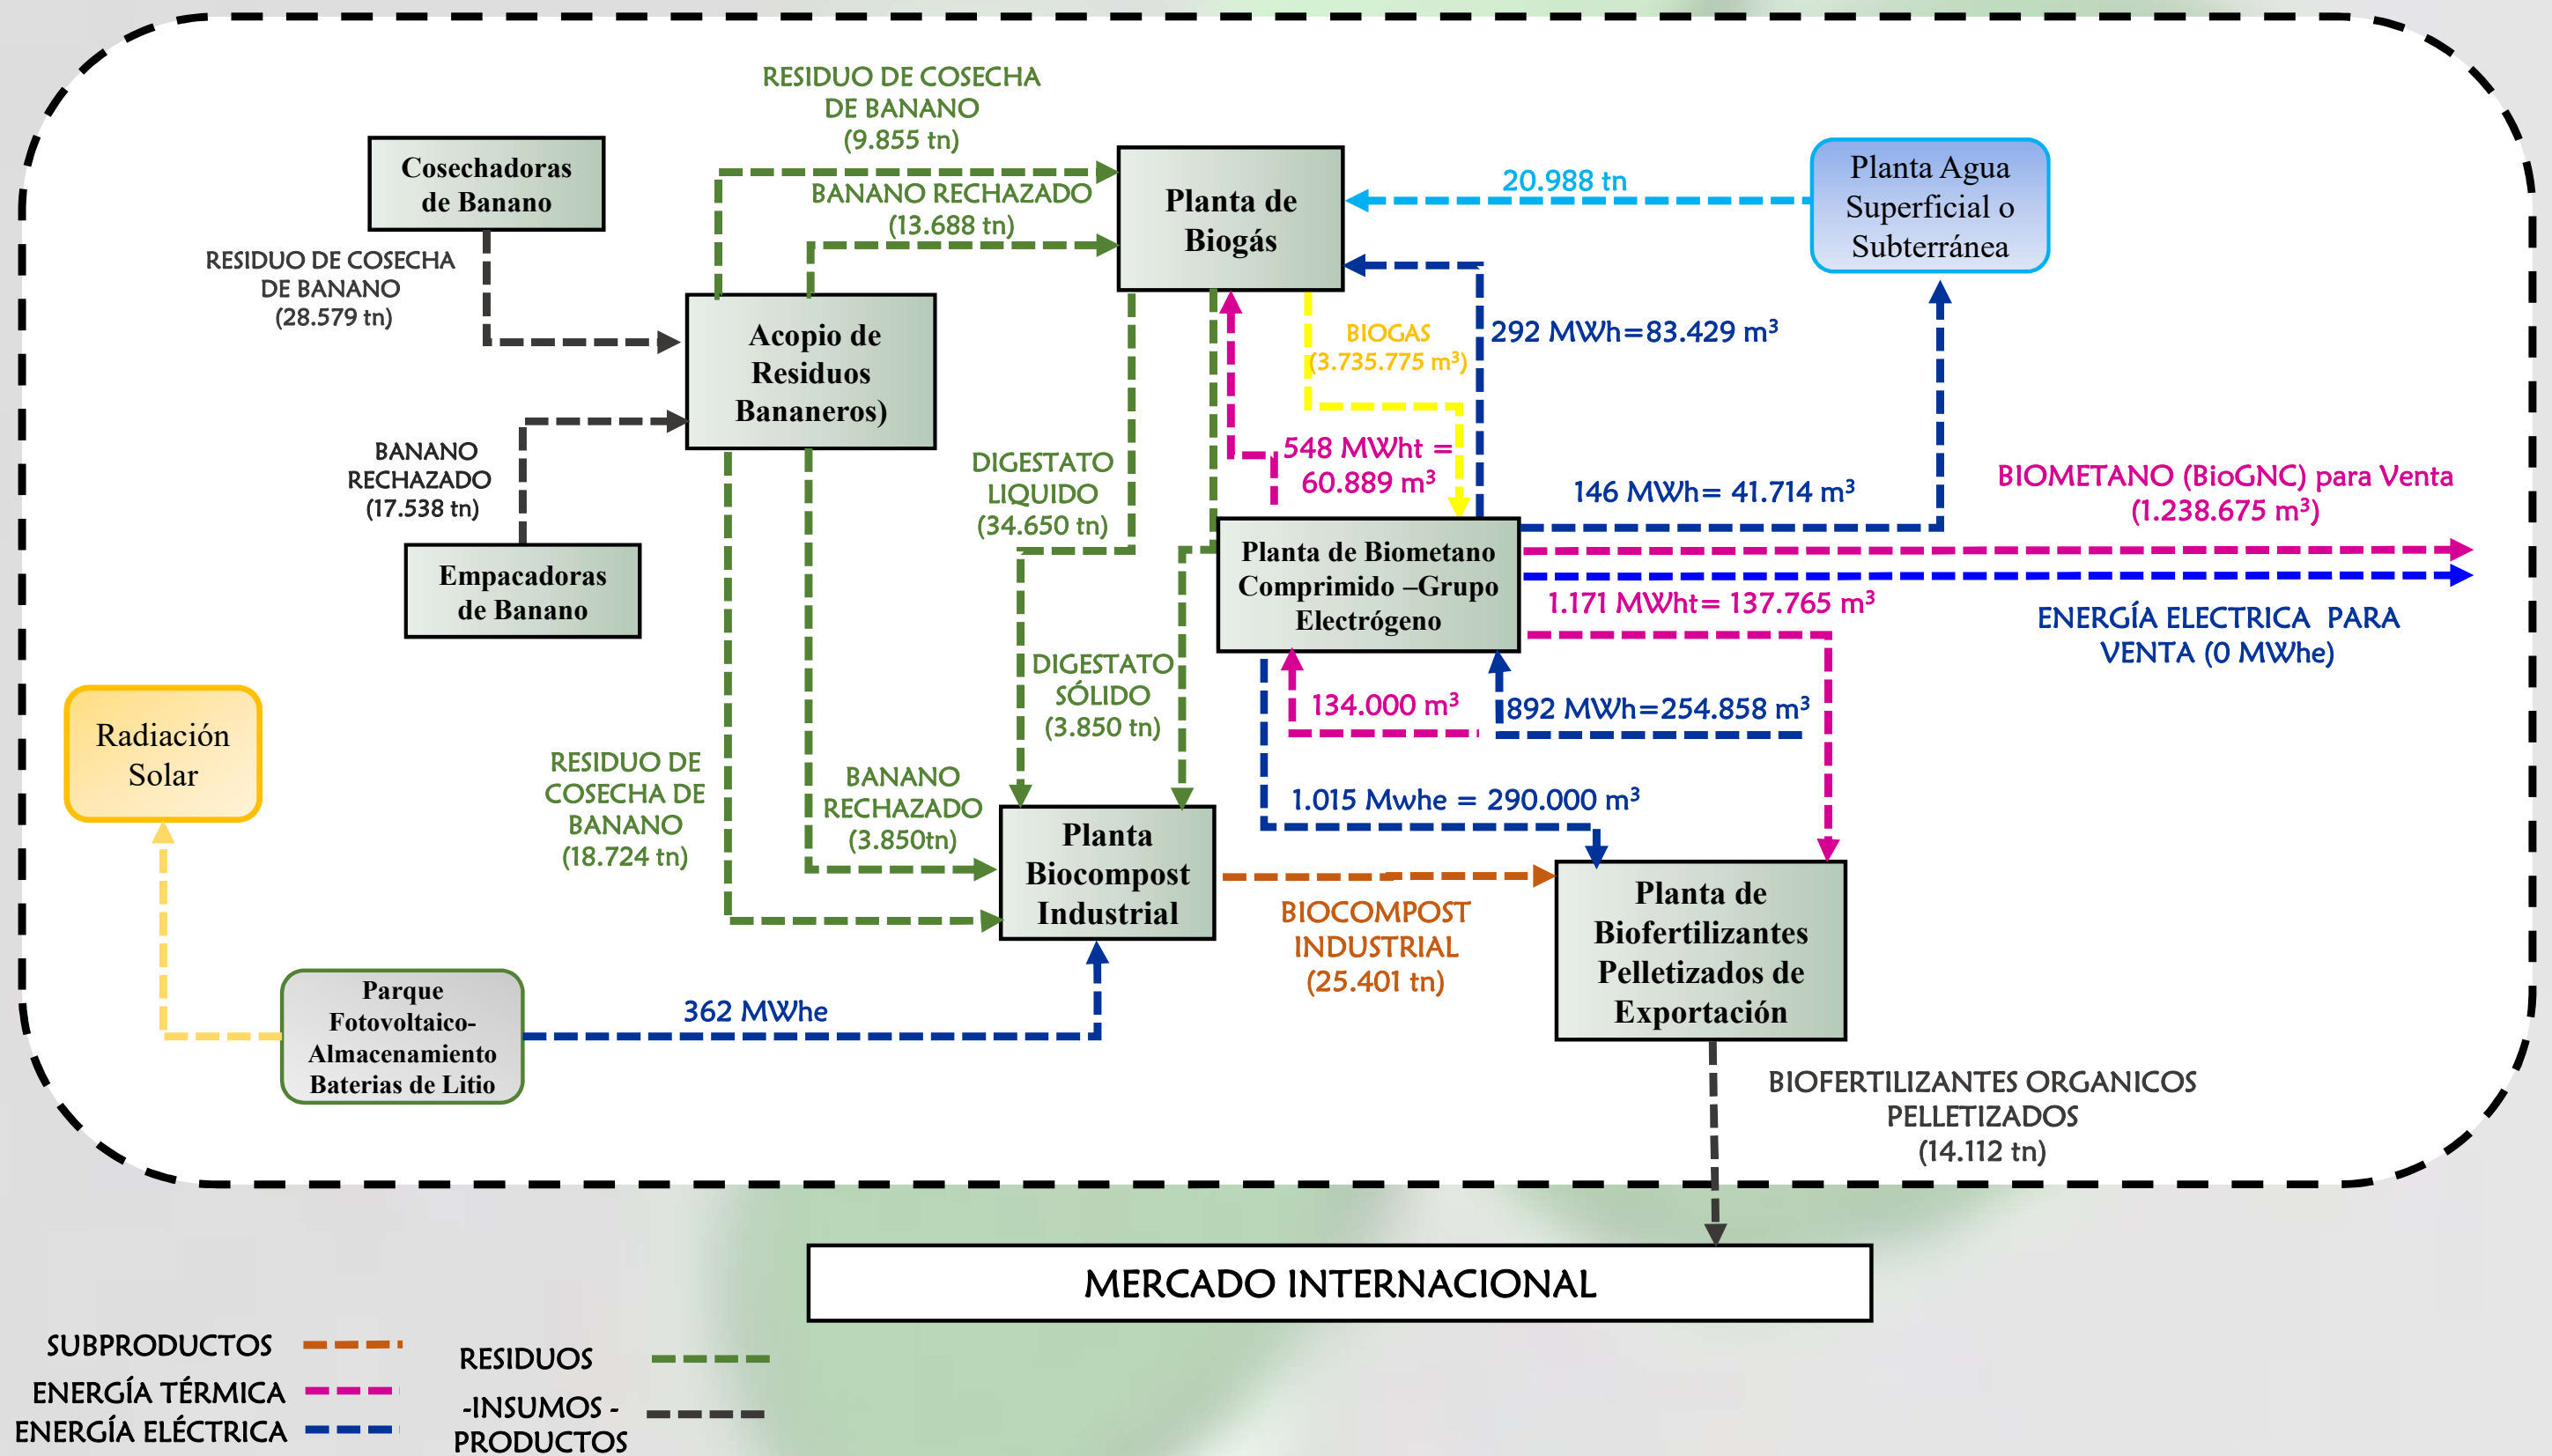 RESIDUO DE COSECHA
DE BANANO
(9.855 tn)
BANANO RECHAZADO
(13.688 tn)
Cosechadoras
de Banano
RESIDUO DE COSECHA
DE BANANO
(28.579 tn)
Acopio de
Residuos
Bananeros)
BANANO
RECHAZADO
(17.538 tn)
Empacadoras
de Banano
Planta de
Biogás
20.988 tn
Planta Agua
Superficial o
Subterránea
BIOGAS
(3.735.775 m³)
292 MWh=83.429 m³
548 MWht =
60.889 m³
DIGESTATO
LIQUIDO
(34.650 tn)
146 MWh= 41.714 m³
BIOMETANO (BioGNC) para Venta
(1.238.675 m³)
Planta de Biometano
Comprimido –Grupo
Electrógeno
1.171 MWht= 137.765 m³
ENERGÍA ELECTRICA PARA
VENTA (0 MWhe)
DIGESTATO
SÓLIDO
(3.850 tn)
134.000 m³
892 MWh=254.858 m³
Radiación
Solar
RESIDUO DE
COSECHA DE
BANANO
(18.724 tn)
BANANO
RECHAZADO
(3.850tn)
1.015 Mwhe = 290.000 m³
Planta
Biocompost
Industrial
BIOCOMPOST
INDUSTRIAL
(25.401 tn)
Planta de
Biofertilizantes
Pelletizados de
Exportación
Parque
Fotovoltaico-
Almacenamiento
Baterias de Litio
362 MWhe
BIOFERTILIZANTES ORGANICOS
PELLETIZADOS
(14.112 tn)
MERCADO INTERNACIONAL
SUBPRODUCTOS
ENERGÍA TÉRMICA
ENERGÍA ELÉCTRICA
RESIDUOS
-INSUMOS -
PRODUCTOS